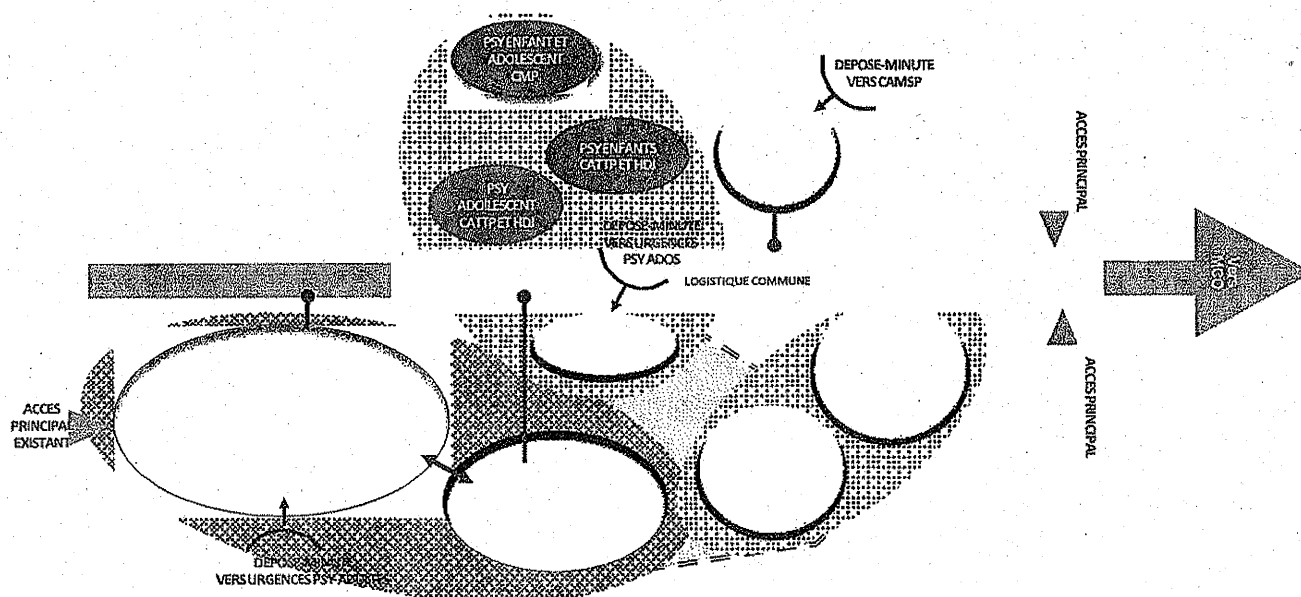 PSY ENFANT ET
ADOLESCENT
CMP
DEPOSE-MINUTE
VERS CAMSP
PSY ENFANTS
CATTP ET HDJ
PSY
ADOLESCENT
CATTP ET HDJ
DEPOSE-MINUTE
VERS URGENCES
PSY ADOS
LOGISTIQUE COMMUNE
ACCES PRINCIPAL
Vers
MCO
ACCES
PRINCIPAL
EXISTANT
ACCES PRINCIPAL
DEPOSE-MINUTE
VERS URGENCES PSY-ADULTES